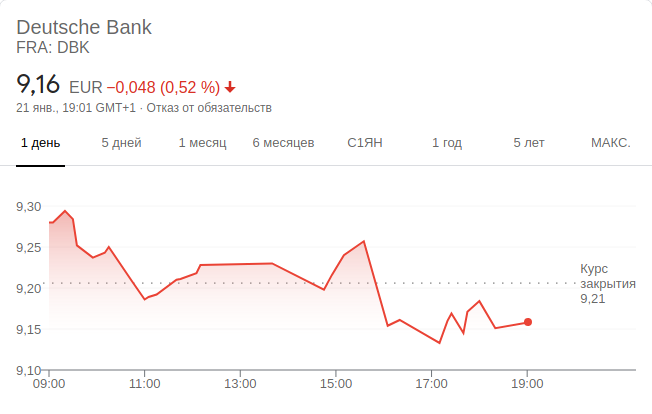 Deutsche Bank
FRA: DBK
9,16 EUR −0,048 (0,52 %)
21 янв., 19:01 GMT+1 · Отказ от обязательств
1 день 5 дней 1 месяц 6 месяцев С1ЯН 1 год 5 лет МАКС.
9,30
9,25
9,20
9,15
9,10
Курс
закрытия
9,21
09:00 11:00 13:00 15:00 17:00 19:00